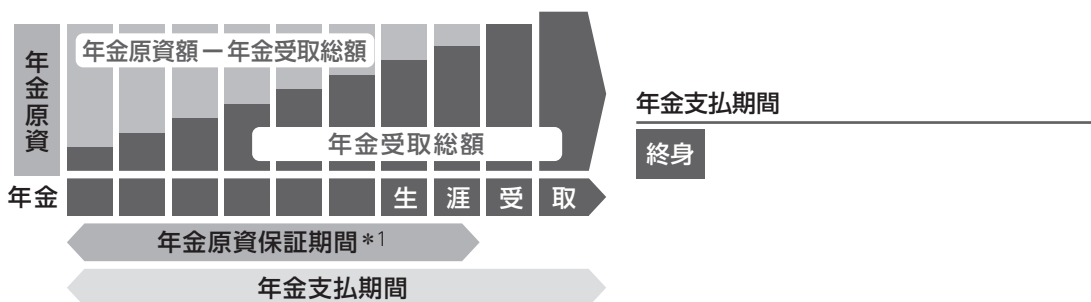 年金原資
年金原資額ー年金受取総額
年金受取総額
年金
生涯受取
年金原資保証期間*1
年金支払期間
年金支払期間
終身